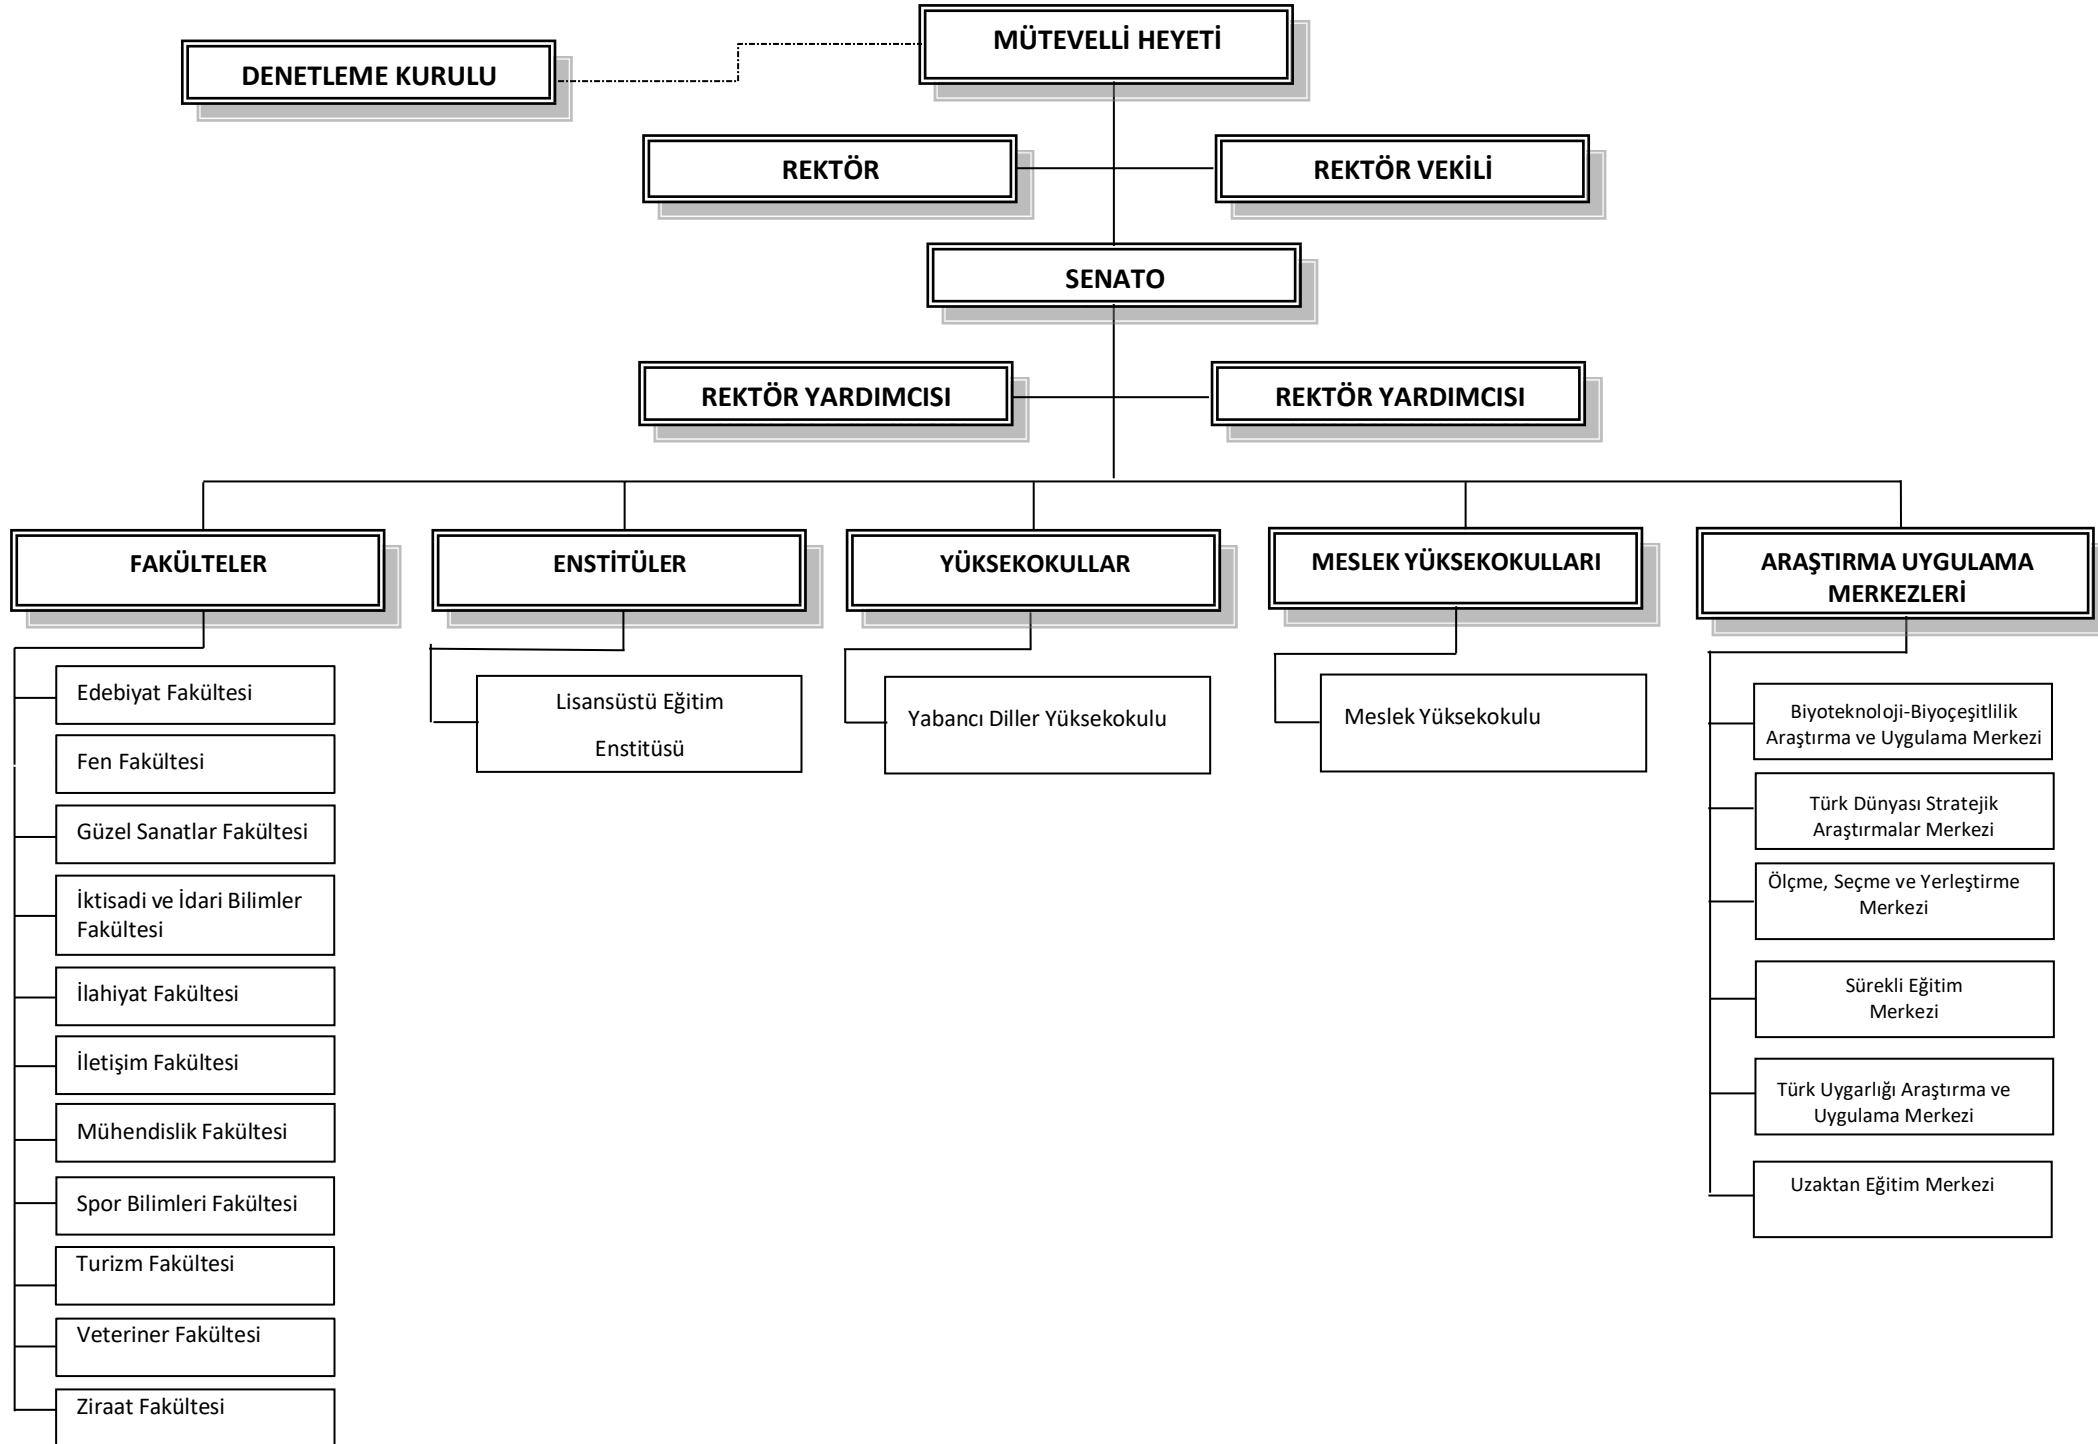 MÜTEVELLİ HEYETİ
DENETLEME KURULU
REKTÖR
REKTÖR VEKİLİ
SENATO
REKTÖR YARDIMCISI
REKTÖR YARDIMCISI
FAKÜLTELER
ENSTİTÜLER
YÜKSEKOKULLAR
MESLEK YÜKSEKOKULLARI
ARAŞTIRMA UYGULAMA
MERKEZLERİ
Edebiyat Fakültesi
Fen Fakültesi
Güzel Sanatlar Fakültesi
İktisadi ve İdari Bilimler
Fakültesi
İlahiyat Fakültesi
İletişim Fakültesi
Mühendislik Fakültesi
Spor Bilimleri Fakültesi
Turizm Fakültesi
Veteriner Fakültesi
Ziraat Fakültesi
Lisansüstü Eğitim
Enstitüsü
Yabancı Diller Yüksekokulu
Meslek Yüksekokulu
Biyoteknoloji-Biyoçeşitlilik
Araştırma ve Uygulama Merkezi
Türk Dünyası Stratejik
Araştırmalar Merkezi
Ölçme, Seçme ve Yerleştirme
Merkezi
Sürekli Eğitim
Merkezi
Türk Uygarlığı Araştırma ve
Uygulama Merkezi
Uzaktan Eğitim Merkezi